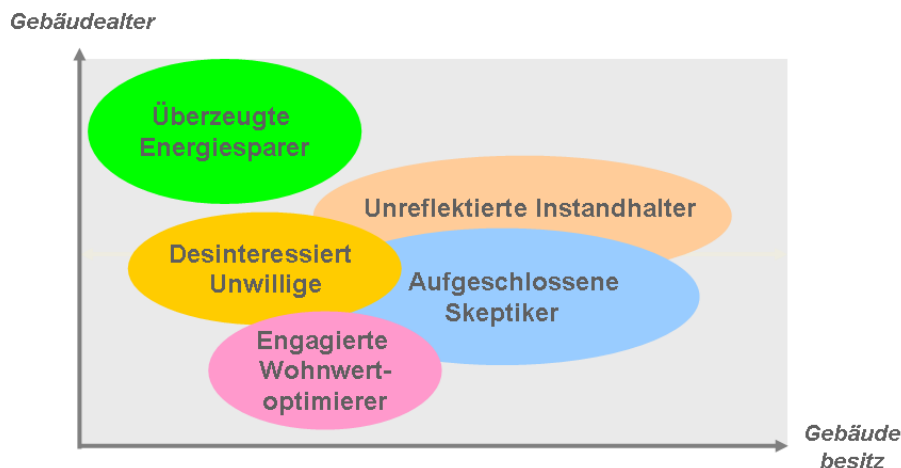 Gebäudealter
Überzeugte
Energiesparer
Unreflektierte Instandhalter
Desinteressiert
Unwillige
Aufgeschlossene
Skeptiker
Engagierte
Wohnwert-
optimierer
Gebäude
besitz